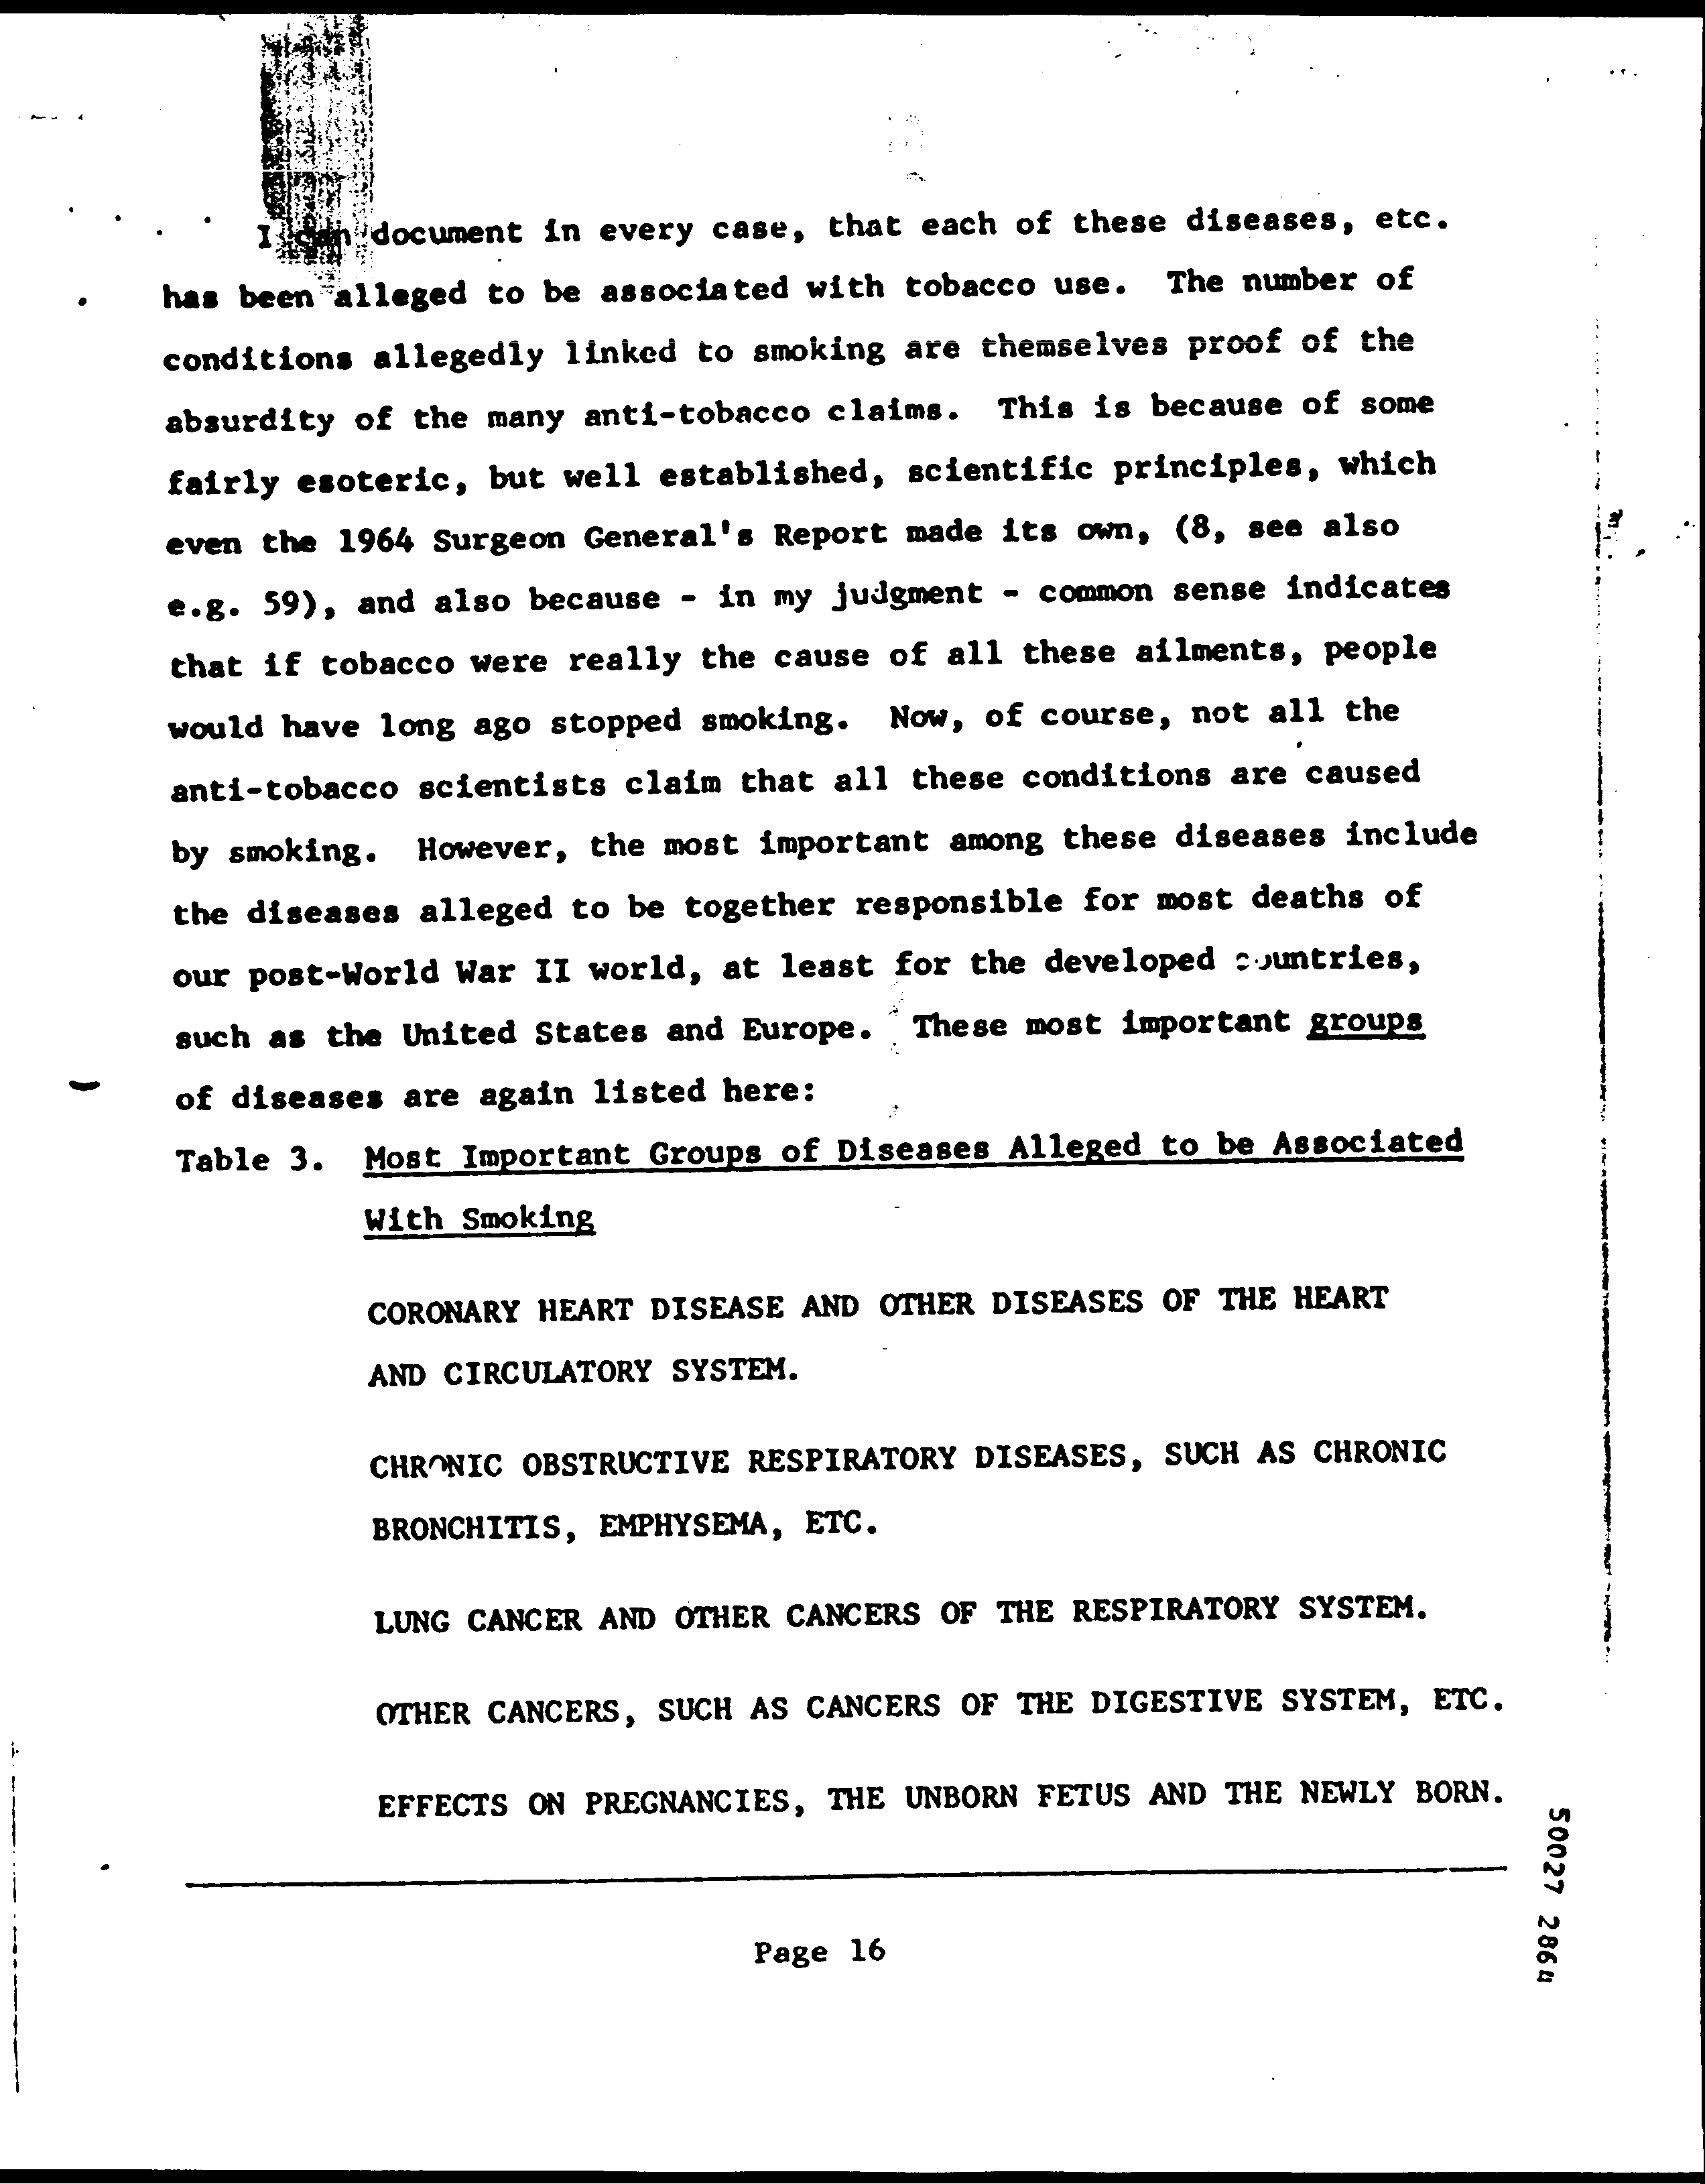 I can document in every case, that each of these diseases, etc.
has been alleged to be associated with tobacco use. The number of
conditions allegedly linked to smoking are themselves proof of the
absurdity of the many anti-tobacco claims. This is because of some
fairly esoteric, but well established, scientific principles, which
even the 1964 Surgeon General's Report made its own, (8, see also
e.g. 59), and also because - in my judgment - common sense indicates
that if tobacco were really the cause of all these ailments, people
would have long ago stopped smoking. Now, of course, not all the
anti-tobacco scientists claim that all these conditions are caused
by smoking. However, the most important among these diseases include
the diseases alleged to be together responsible for most deaths of
our post-World War II world, at least for the developed countries,
such as the United States and Europe. These most important groups
of diseases are again listed here:
Table 3. Most Important Groups of Diseases Alleged to be Associated
With Smoking
CORONARY HEART DISEASE AND OTHER DISEASES OF THE HEART
AND CIRCULATORY SYSTEM.
CHRONIC OBSTRUCTIVE RESPIRATORY DISEASES, SUCH AS CHRONIC
BRONCHITIS, EMPHYSEMA, ETC.
LUNG CANCER AND OTHER CANCERS OF THE RESPIRATORY SYSTEM.
OTHER CANCERS, SUCH AS CANCERS OF THE DIGESTIVE SYSTEM, ETC.
EFFECTS ON PREGNANCIES, THE UNBORN FETUS AND THE NEWLY BORN.
Page 16
50027 2864